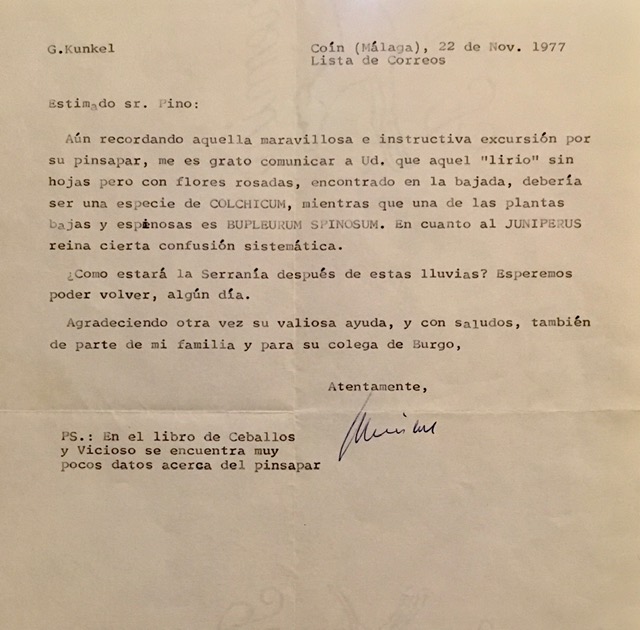 G.Kunkel
Coín (Málaga), 22 de Nov. 1977
Lista de Correos
Estimado sr. Pino:
Aún recordando aquella maravillosa e instructiva excursión por
su pinsapar, me es grato comunicar a Ud. que aquel "lirio" sin
hojas pero con flores rosadas, encontrado en la bajada, debería
ser una especie de COLCHICUM, mientras que una de las plantas
bajas y espinosas es BUPLEURUM SPINOSUM. En cuanto al JUNIPERUS
reina cierta confusión sistemática.
¿Como estará la Serranía después de estas lluvias? Esperemos
poder volver, algún día.
Agradeciendo otra vez su valiosa ayuda, y con saludos, también
de parte de mi familia y para su colega de Burgo,
Atentamente,
PS.: En el libro de Ceballos
y Vicioso se encuentra muy
pocos datos acerca del pinsapar